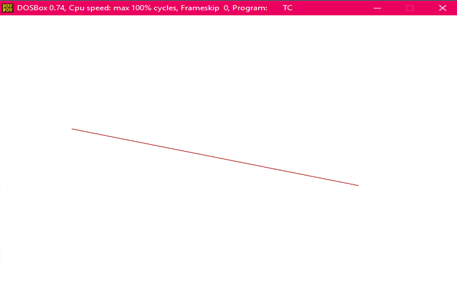 DOSBox 0.74, Cpu speed: max 100% cycles, Frameskip 0, Program: TC